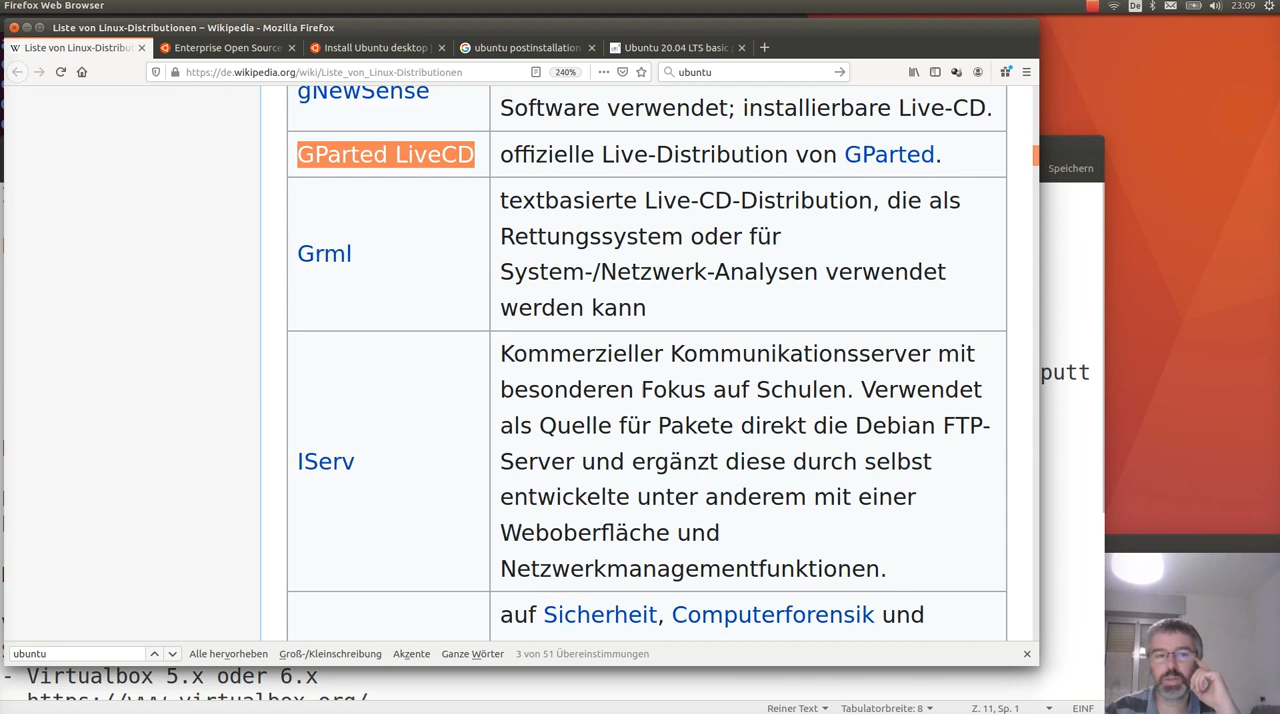 Firefox Web Browser
De
23:09
Liste von Linux-Distributionen – Wikipedia - Mozilla Firefox
Liste von Linux-Distribut
Enterprise Open Source
Install Ubuntu desktop
ubuntu postinstallation
Ubuntu 20.04 LTS basic
https://de.wikipedia.org/wiki/Liste_von_Linux-Distributionen
240%
ubuntu
gNewSense
Software verwendet; installierbare Live-CD.
GParted LiveCD
offizielle Live-Distribution von GParted.
Grml
textbasierte Live-CD-Distribution, die als
Rettungssystem oder für
System-/Netzwerk-Analysen verwendet
werden kann
IServ
Kommerzieller Kommunikationsserver mit
besonderen Fokus auf Schulen. Verwendet
als Quelle für Pakete direkt die Debian FTP-
Server und ergänzt diese durch selbst
entwickelte unter anderem mit einer
Weboberfläche und
Netzwerkmanagementfunktionen.
auf Sicherheit, Computerforensik und
Speichern
putt
ubuntu
Alle hervorheben
Groß-/Kleinschreibung
Akzente
Ganze Wörter
3 von 51 Übereinstimmungen
- Virtualbox 5.x oder 6.x
https://www.virtualbox.org/
Reiner Text
Tabulatorbreite: 8
Z. 11, Sp. 1
EINF